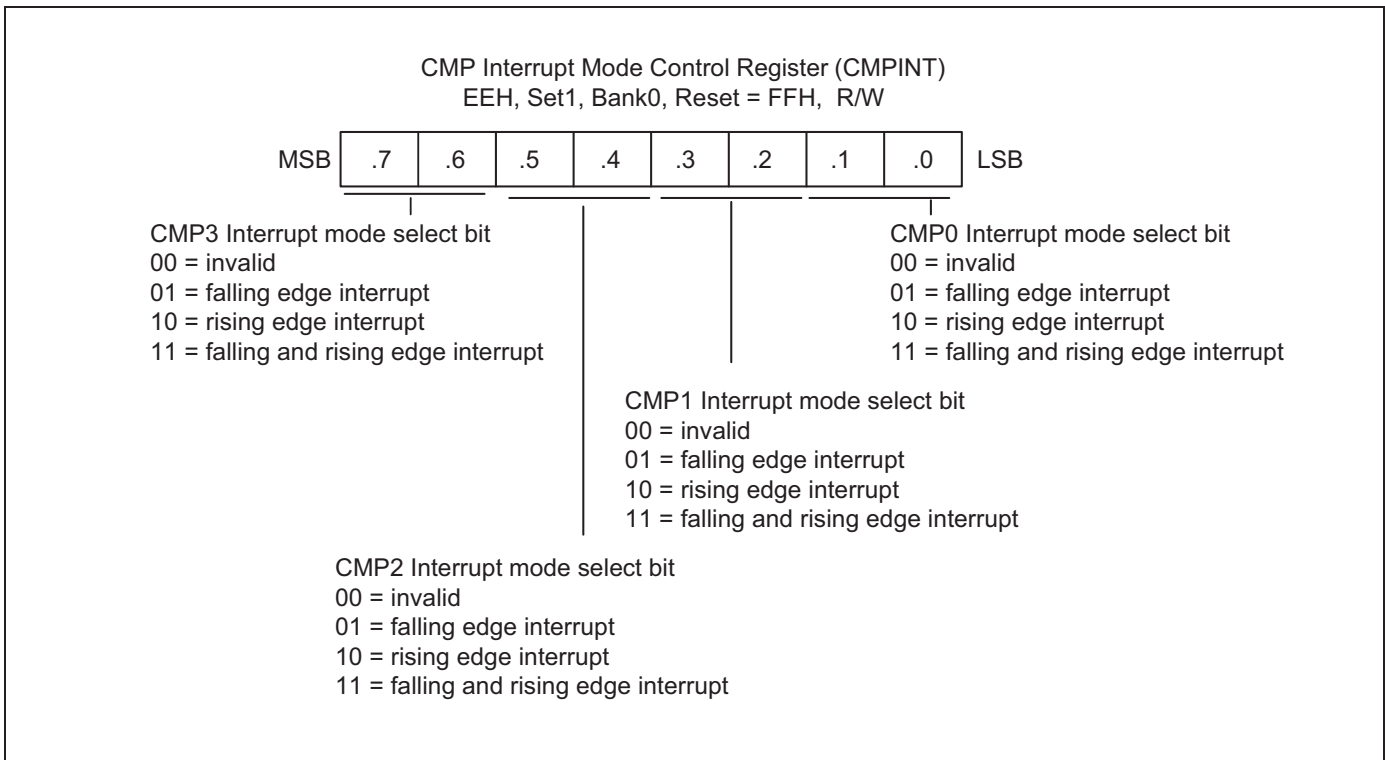 CMP Interrupt Mode Control Register (CMPINT)
EEH, Set1, Bank0, Reset = FFH, R/W
MSB .7 .6 .5 .4 .3 .2 .1 .0 LSB
CMP3 Interrupt mode select bit
00 = invalid
01 = falling edge interrupt
10 = rising edge interrupt
11 = falling and rising edge interrupt
CMP0 Interrupt mode select bit
00 = invalid
01 = falling edge interrupt
10 = rising edge interrupt
11 = falling and rising edge interrupt
CMP1 Interrupt mode select bit
00 = invalid
01 = falling edge interrupt
10 = rising edge interrupt
11 = falling and rising edge interrupt
CMP2 Interrupt mode select bit
00 = invalid
01 = falling edge interrupt
10 = rising edge interrupt
11 = falling and rising edge interrupt